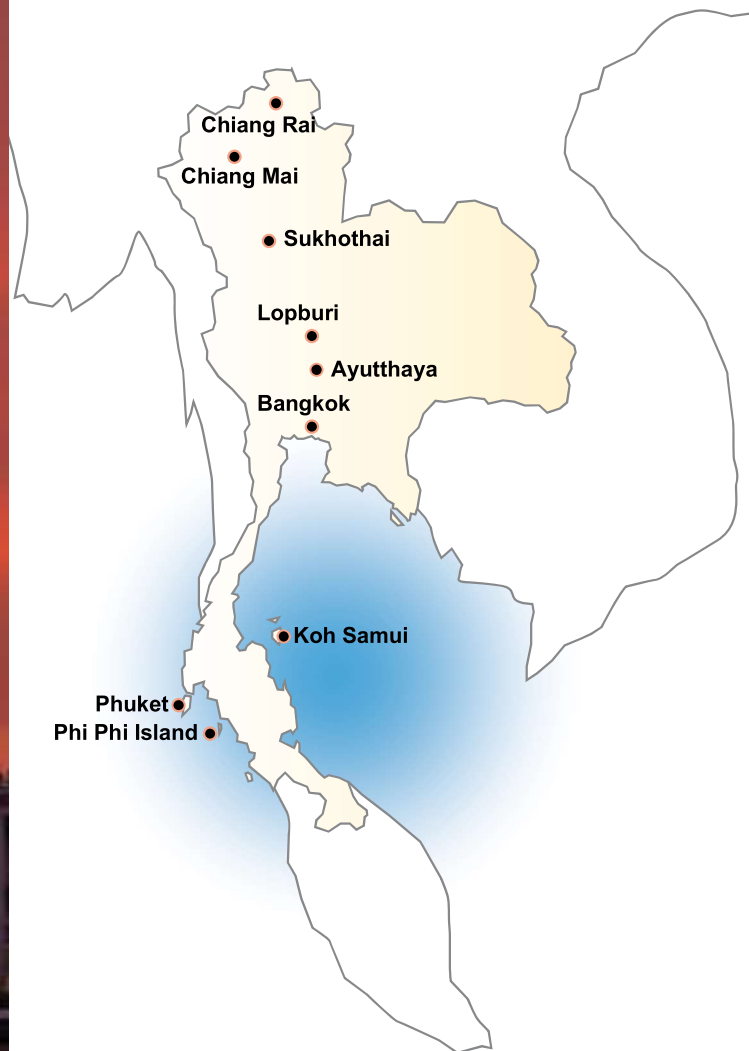 Chiang Rai
Chiang Mai
Sukhothai
Lopburi
Ayutthaya
Bangkok
Koh Samui
Phuket
Phi Phi Island